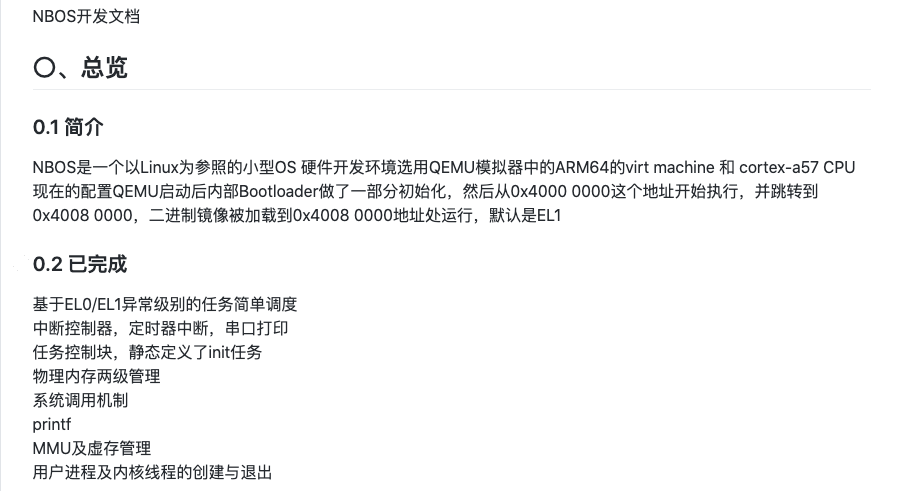 NBOS开发文档
〇、总览
0.1 简介
NBOS是一个以Linux为参照的小型OS 硬件开发环境选用QEMU模拟器中的ARM64的virt machine 和 cortex-a57 CPU
现在的配置QEMU启动后内部Bootloader做了一部分初始化，然后从0x4000 0000这个地址开始执行，并跳转到
0x4008 0000，二进制镜像被加载到0x4008 0000地址处运行，默认是EL1
0.2 已完成
基于EL0/EL1异常级别的任务简单调度
中断控制器，定时器中断，串口打印
任务控制块，静态定义了init任务
物理内存两级管理
系统调用机制
printf
MMU及虚存管理
用户进程及内核线程的创建与退出